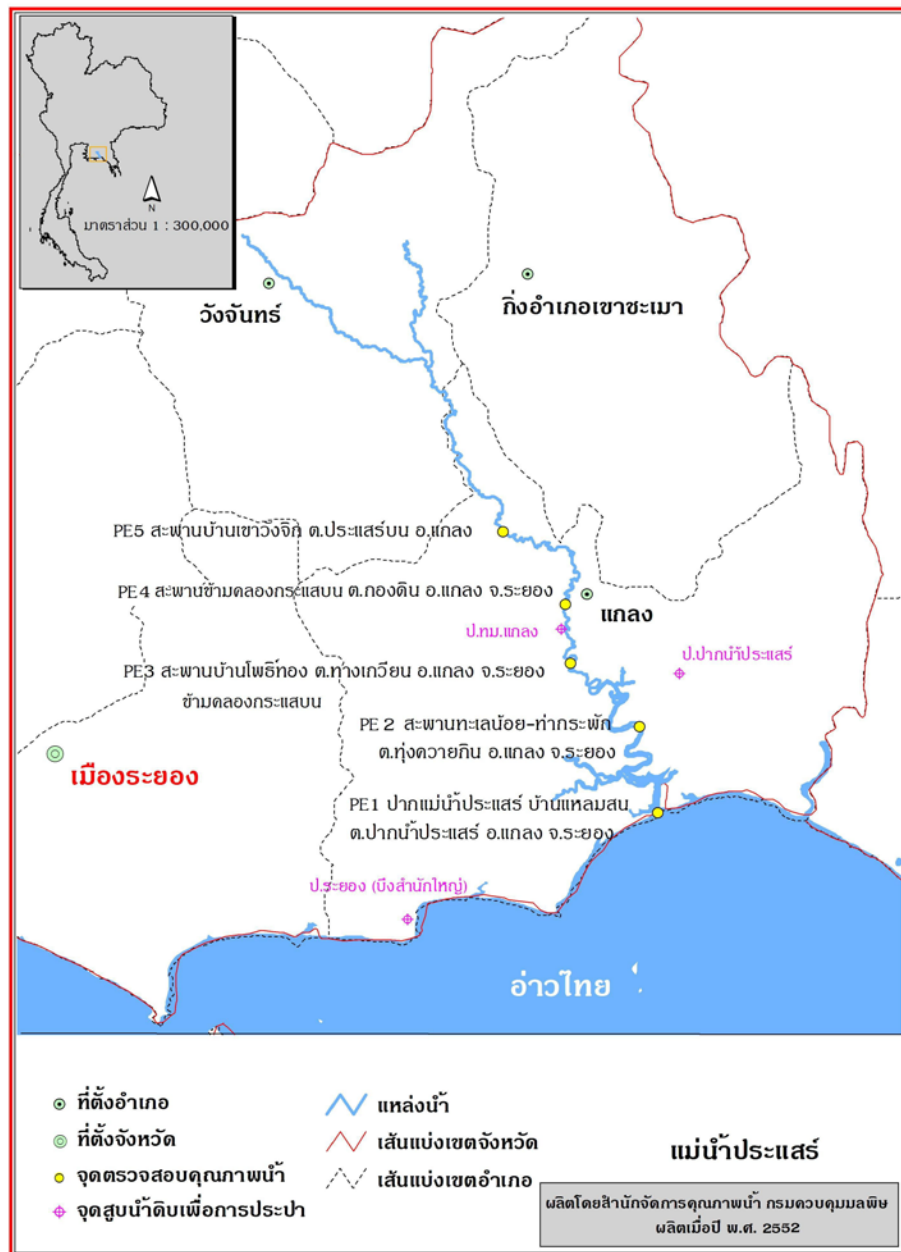 N
มาตราส่วน 1 : 300,000
วังจันทร์
กิ่งอำเภอเขาชะเมา
PE5 สะพานบ้านเขาวังจิก ต.ประแสร์บน อ.แกลง
PE4 สะพานข้ามคลองกระแสบน ต.กองดิน อ.แกลง จ.ระยอง
แกลง
ป.ทม.แกลง
ป.ปากน้ำประแสร์
PE3 สะพานบ้านโพธิ์ทอง ต.ทางเกวียน อ.แกลง จ.ระยอง
ข้ามคลองกระแสบน
PE 2 สะพานทะเลน้อย-ท่ากระพัก
ต.ทุ่งควายกิน อ.แกลง จ.ระยอง
เมืองระยอง
PE1 ปากแม่น้ำประแสร์ บ้านแหลมสน
ต.ปากน้ำประแสร์ อ.แกลง จ.ระยอง
ป.ระยอง (บึงสำนักใหญ่)
อ่าวไทย
ที่ตั้งอำเภอ
ที่ตั้งจังหวัด
จุดตรวจสอบคุณภาพน้ำ
จุดสูบน้ำดิบเพื่อการประปา
แหล่งน้ำ
เส้นแบ่งเขตจังหวัด
เส้นแบ่งเขตอำเภอ
แม่น้ำประแสร์
ผลิตโดยสำนักจัดการคุณภาพน้ำ กรมควบคุมมลพิษ
ผลิตเมื่อปี พ.ศ. 2552